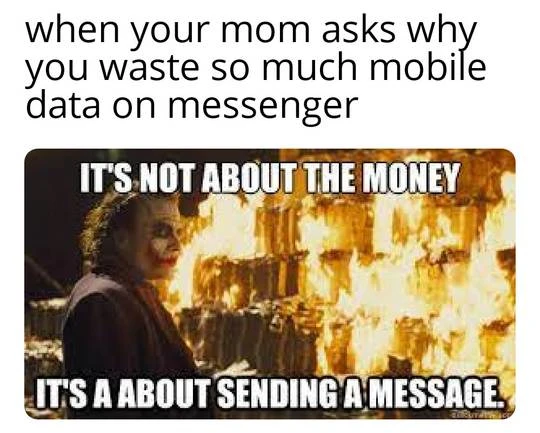 when your mom asks why
you waste so much mobile
data on messenger
IT'S NOT ABOUT THE MONEY
IT'S A ABOUT SENDING A MESSAGE.